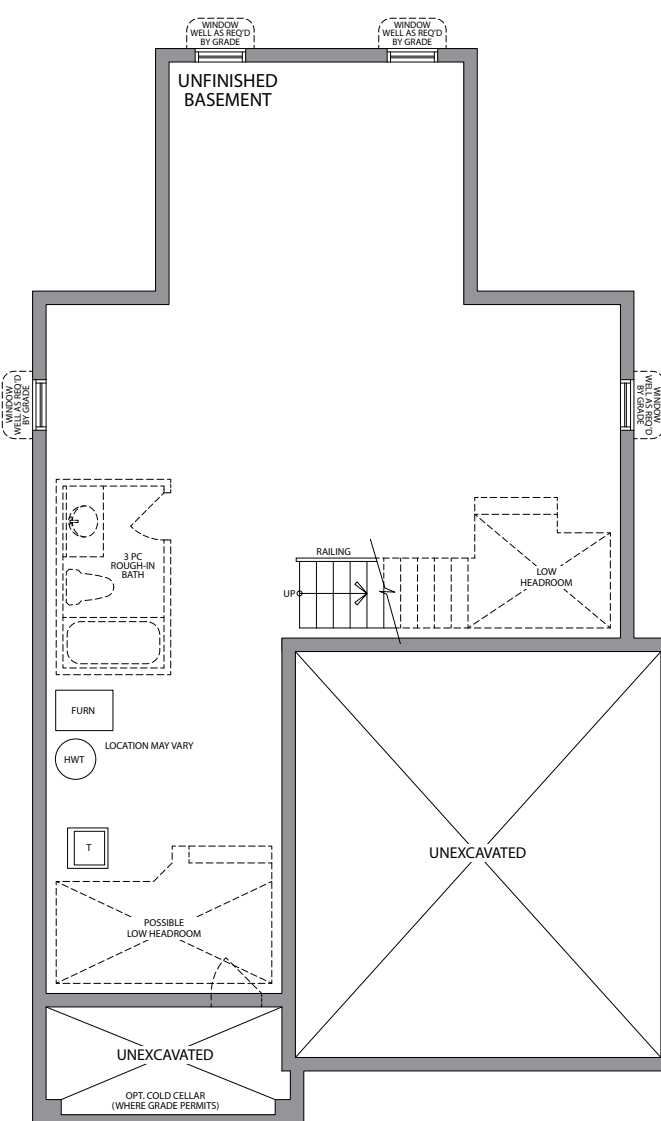 WINDOW
WELL AS REQ'D
BY GRADE
WINDOW
WELL AS REQ'D
BY GRADE
UNFINISHED
BASEMENT
WINDOW
WELL AS REQ'D
BY GRADE
WINDOW
WELL AS REQ'D
BY GRADE
3 PC
ROUGH-IN
BATH
RAILING
UP
LOW
HEADROOM
FURN
LOCATION MAY VARY
HWT
T
UNEXCAVATED
POSSIBLE
LOW HEADROOM
UNEXCAVATED
OPT. COLD CELLAR
(WHERE GRADE PERMITS)